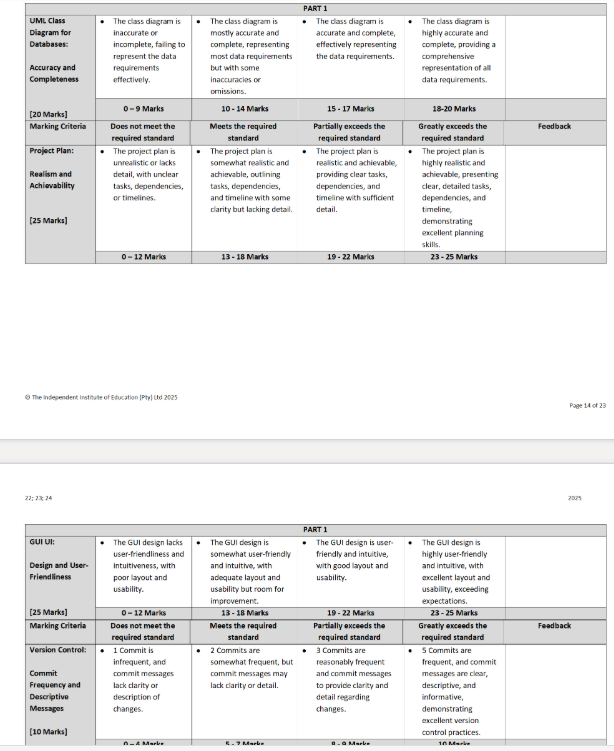 PART 1
UML Class
Diagram for
Databases:
Accuracy and
Completeness
[20 Marks]
• The class diagram is
inaccurate or
incomplete, failing to
represent the data
requirements
effectively.
• The class diagram is
mostly accurate and
complete, representing
most data requirements
but with some
inaccuracies or
omissions.
• The class diagram is
accurate and complete,
effectively representing
the data requirements.
• The class diagram is
highly accurate and
complete, providing a
comprehensive
representation of all
data requirements.
0 – 9 Marks
10 - 14 Marks
15 - 17 Marks
18-20 Marks
Marking Criteria
Does not meet the
required standard
Meets the required
standard
Partially exceeds the
required standard
Greatly exceeds the
required standard
Feedback
Project Plan:
Realism and
Achievability
[25 Marks]
• The project plan is
unrealistic or lacks
detail, with unclear
tasks, dependencies,
or timelines.
• The project plan is
somewhat realistic and
achievable, outlining
tasks, dependencies,
and timeline with some
clarity but lacking detail.
• The project plan is
realistic and achievable,
providing clear tasks,
dependencies, and
timeline with sufficient
detail.
• The project plan is
highly realistic and
achievable, presenting
clear, detailed tasks,
dependencies, and
timeline,
demonstrating
excellent planning
skills.
0 – 12 Marks
13 - 18 Marks
19 - 22 Marks
23 - 25 Marks
© The Independent Institute of Education (Pty) Ltd 2025
Page 14 of 23
22; 23; 24
2025
PART 1
GUI UI:
Design and User-
Friendliness
[25 Marks]
• The GUI design lacks
user-friendliness and
intuitiveness, with
poor layout and
usability.
• The GUI design is
somewhat user-friendly
and intuitive, with
adequate layout and
usability but room for
improvement.
• The GUI design is user-
friendly and intuitive,
with good layout and
usability.
• The GUI design is
highly user-friendly
and intuitive, with
excellent layout and
usability, exceeding
expectations.
0 – 12 Marks
13 - 18 Marks
19 - 22 Marks
23 - 25 Marks
Marking Criteria
Does not meet the
required standard
Meets the required
standard
Partially exceeds the
required standard
Greatly exceeds the
required standard
Feedback
Version Control:
Commit
Frequency and
Descriptive
Messages
[10 Marks]
• 1 Commit is
infrequent, and
commit messages
lack clarity or
description of
changes.
• 2 Commits are
somewhat frequent, but
commit messages may
lack clarity or detail.
• 3 Commits are
reasonably frequent
and commit messages
to provide clarity and
detail regarding
changes.
• 5 Commits are
frequent, and commit
messages are clear,
descriptive, and
informative,
demonstrating
excellent version
control practices.
0 – 4 Marks
5 - 7 Marks
8 - 9 Marks
10 Marks